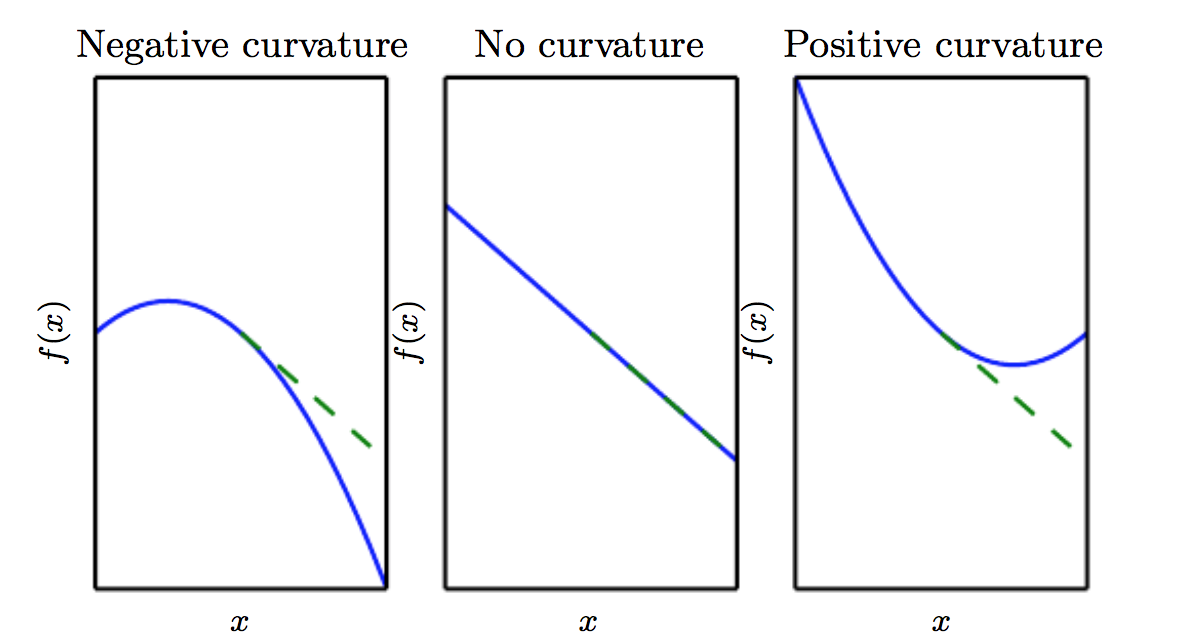 Negative curvature
No curvature
Positive curvature
f(x)
f(x)
f(x)
x
x
x